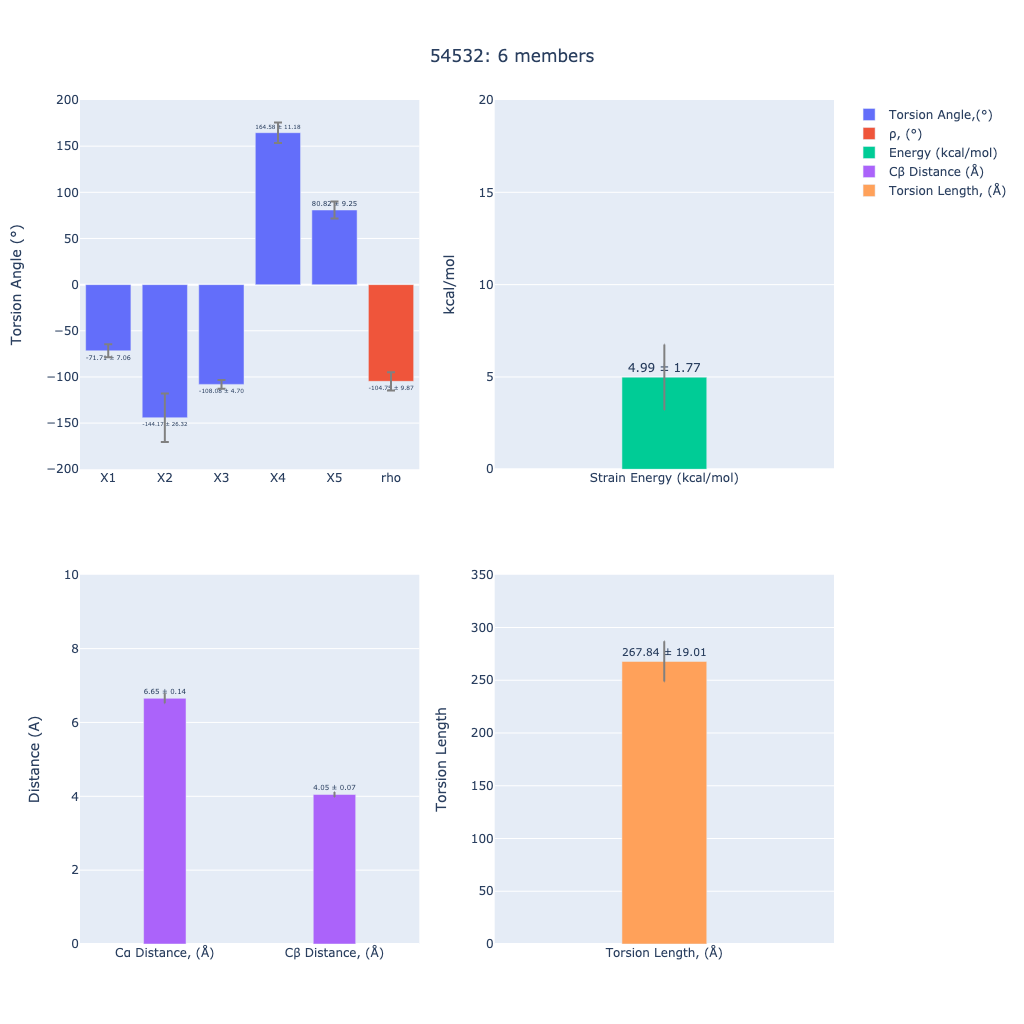 54532: 6 members
Torsion Angle (°)
200
150
100
50
0
−50
−100
−150
−200
-71.71 ± 7.06
-144.17 ± 26.32
-108.08 ± 4.70
164.58 ± 11.18
80.82 ± 9.25
-104.75 ± 9.87
X1 X2 X3 X4 X5 rho
kcal/mol
20
15
10
5
0
4.99 ± 1.77
Strain Energy (kcal/mol)
Torsion Angle,(°)
ρ, (°)
Energy (kcal/mol)
Cβ Distance (Å)
Torsion Length, (Å)
Distance (A)
10
8
6
4
2
0
6.65 ± 0.14
4.05 ± 0.07
Cα Distance, (Å) Cβ Distance, (Å)
Torsion Length
350
300
250
200
150
100
50
0
267.84 ± 19.01
Torsion Length, (Å)